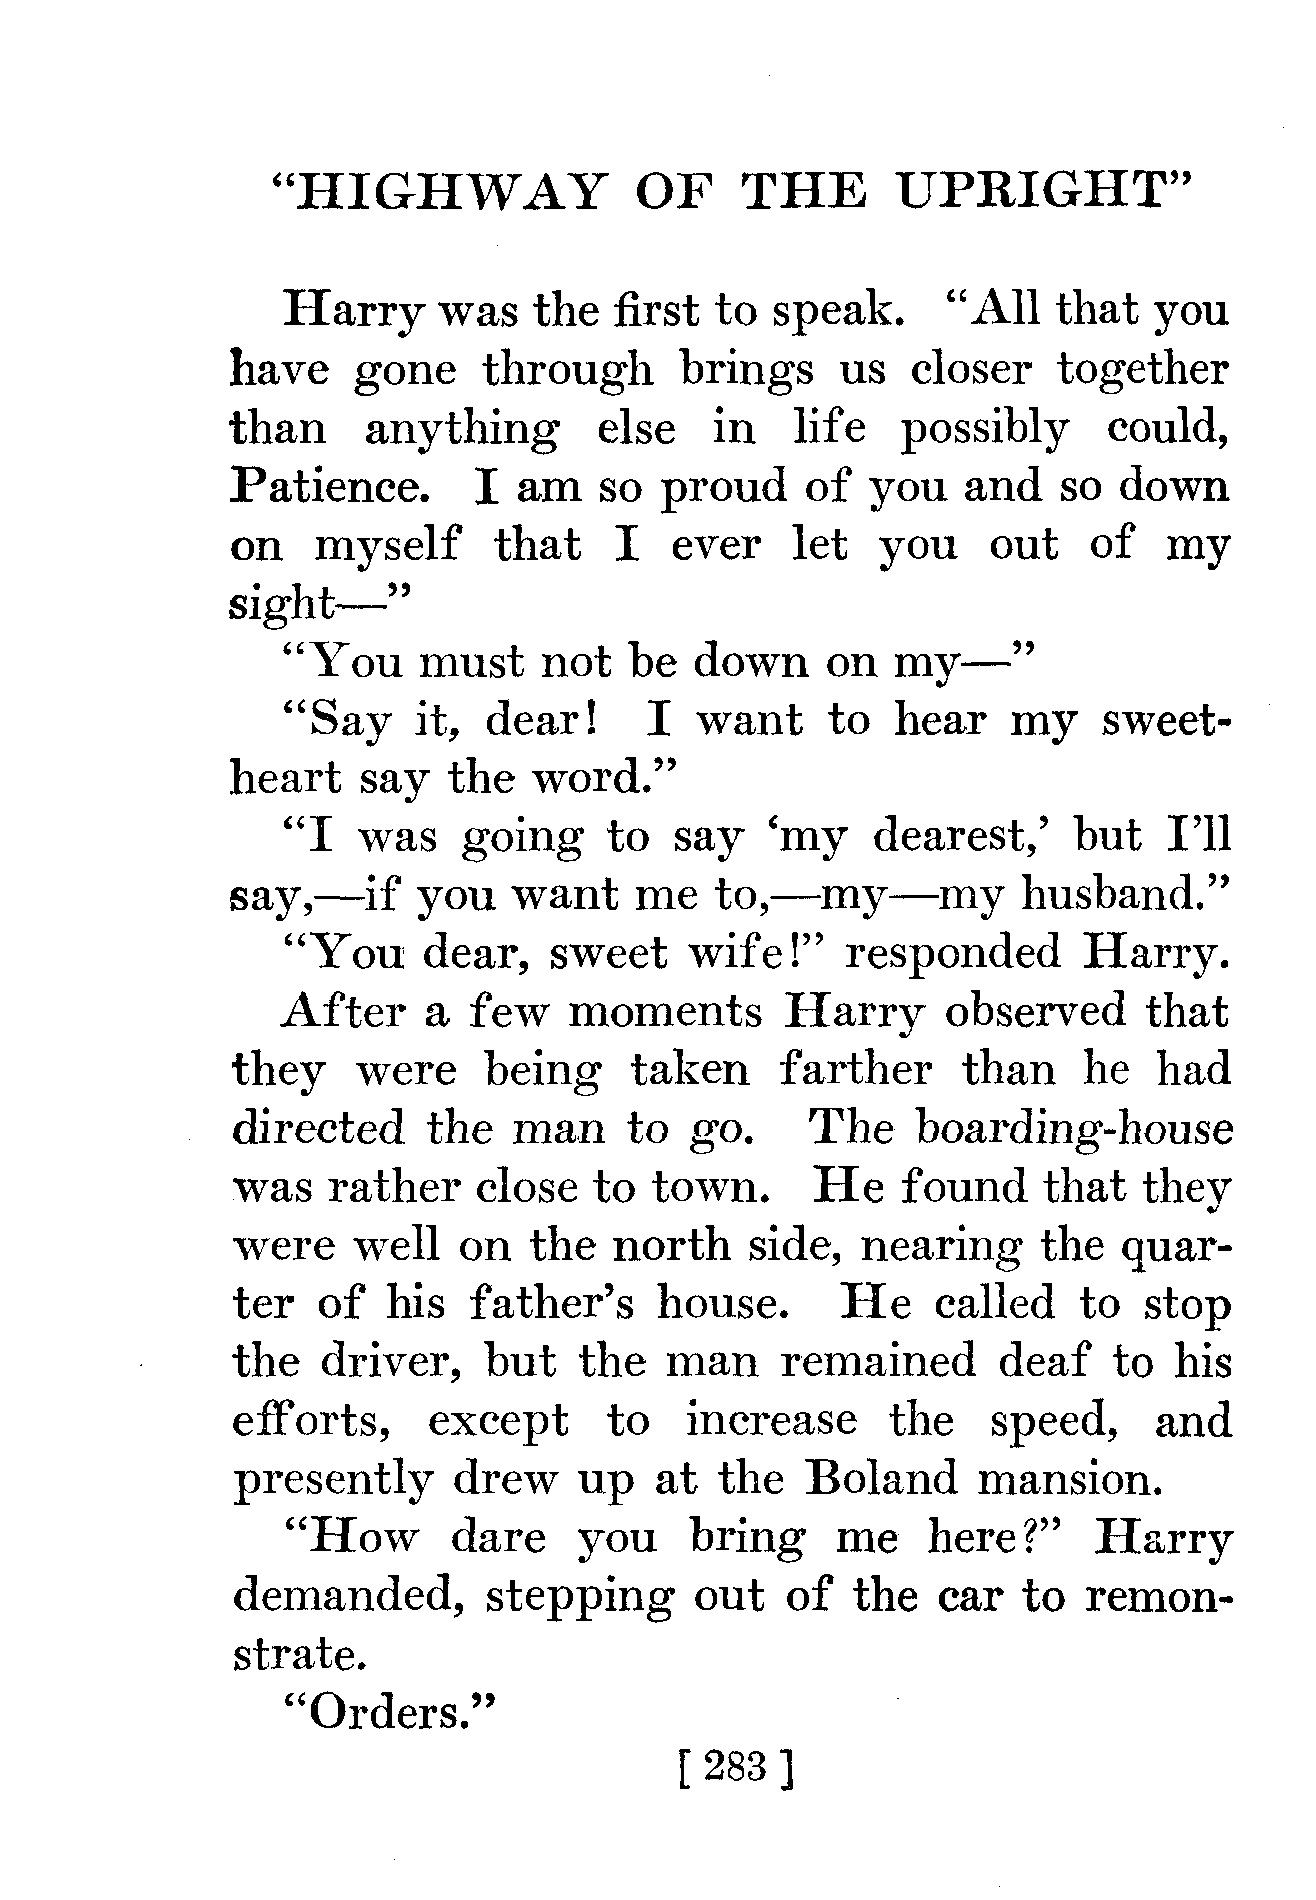 “HIGHWAY OF THE UPRIGHT”
Harry was the first to speak. “All that you
have gone through brings us closer together
than anything else in life possibly could,
Patience. I am so proud of you and so down
on myself that I ever let you out of my
sight—”
“You must not be down on my—”
“Say it, dear! I want to hear my sweet-
heart say the word.”
“I was going to say ‘my dearest,’ but I’ll
say,—if you want me to,—my—my husband.”
“You dear, sweet wife!” responded Harry.
After a few moments Harry observed that
they were being taken farther than he had
directed the man to go. The boarding-house
was rather close to town. He found that they
were well on the north side, nearing the quar-
ter of his father’s house. He called to stop
the driver, but the man remained deaf to his
efforts, except to increase the speed, and
presently drew up at the Boland mansion.
“How dare you bring me here?” Harry
demanded, stepping out of the car to remon-
strate.
“Orders.”
[ 283 ]